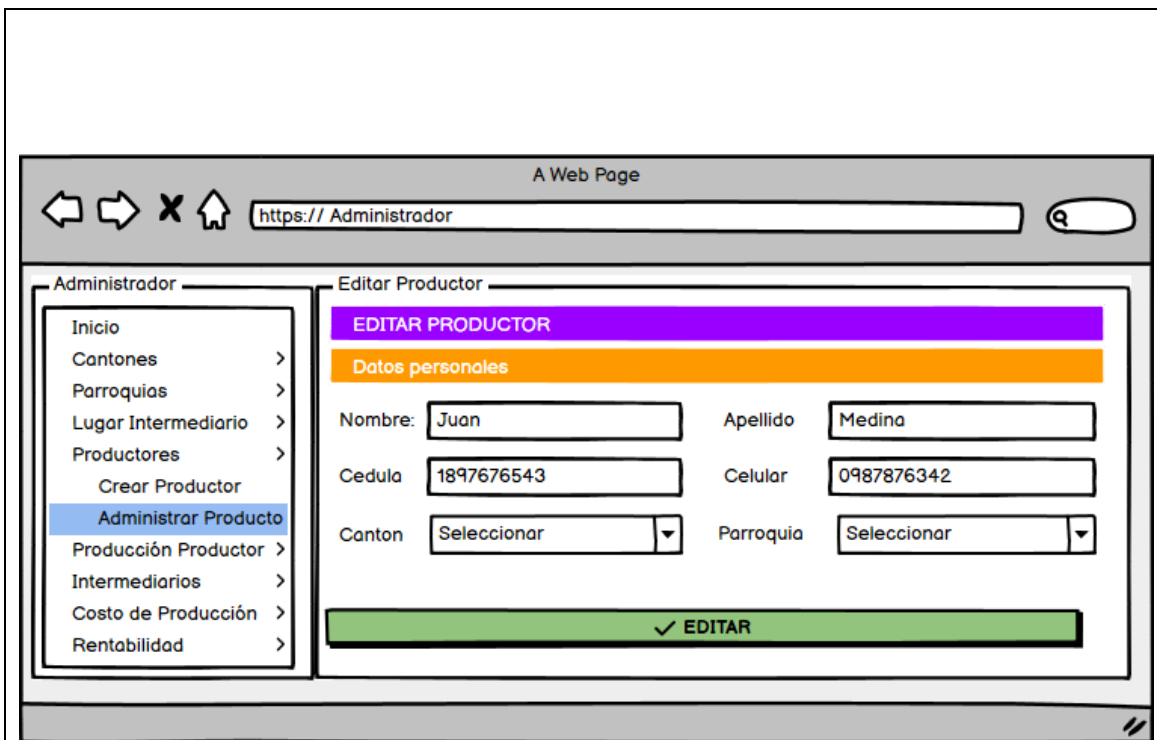 A Web Page
https:// Administrador
Administrador
Inicio
Cantones
Parroquias
Lugar Intermediario
Productores
Crear Productor
Administrar Producto
Producción Productor
Intermediarios
Costo de Producción
Rentabilidad
Editar Productor
EDITAR PRODUCTOR
Datos personales
Nombre: Juan Apellido Medina
Cedula 1897676543 Celular 0987876342
Canton Seleccionar Parroquia Seleccionar
EDITAR